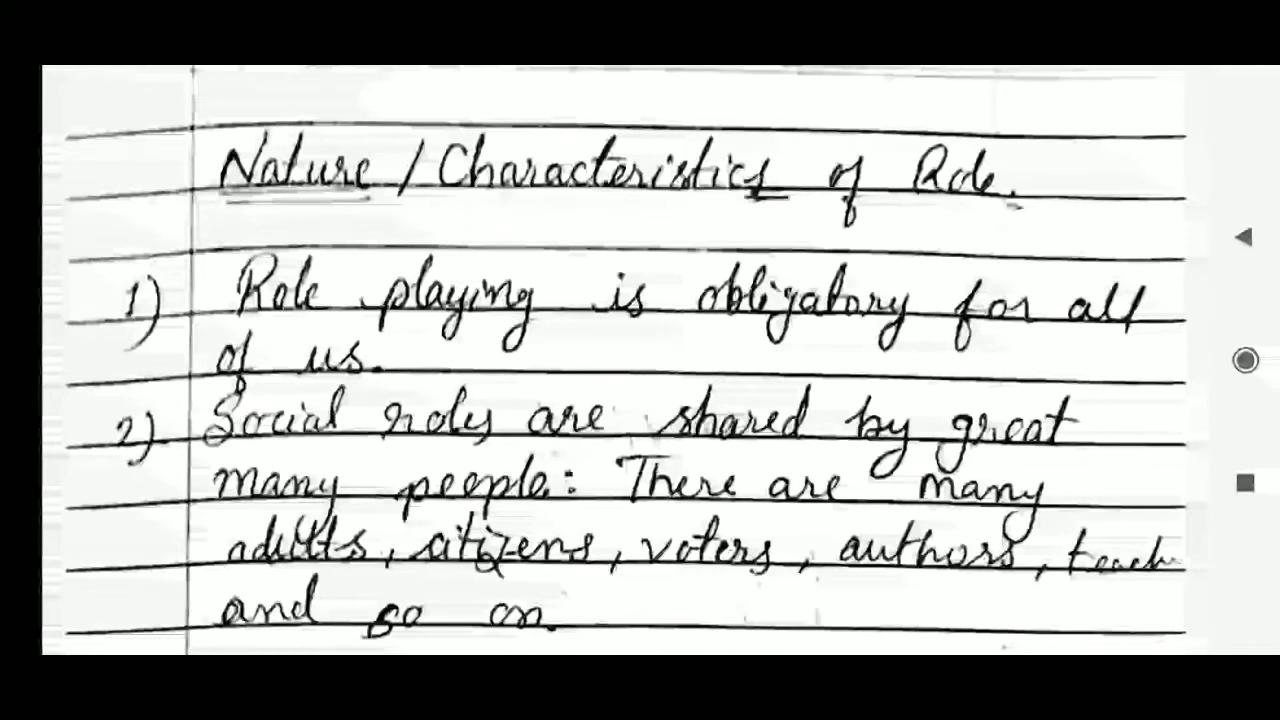 Nature / Characteristics of Role.
1) Role playing is obligatory for all
of us.
2) Social roles are shared by great
many people: There are many
adults, citizens, voters, authors, teach
and so on.